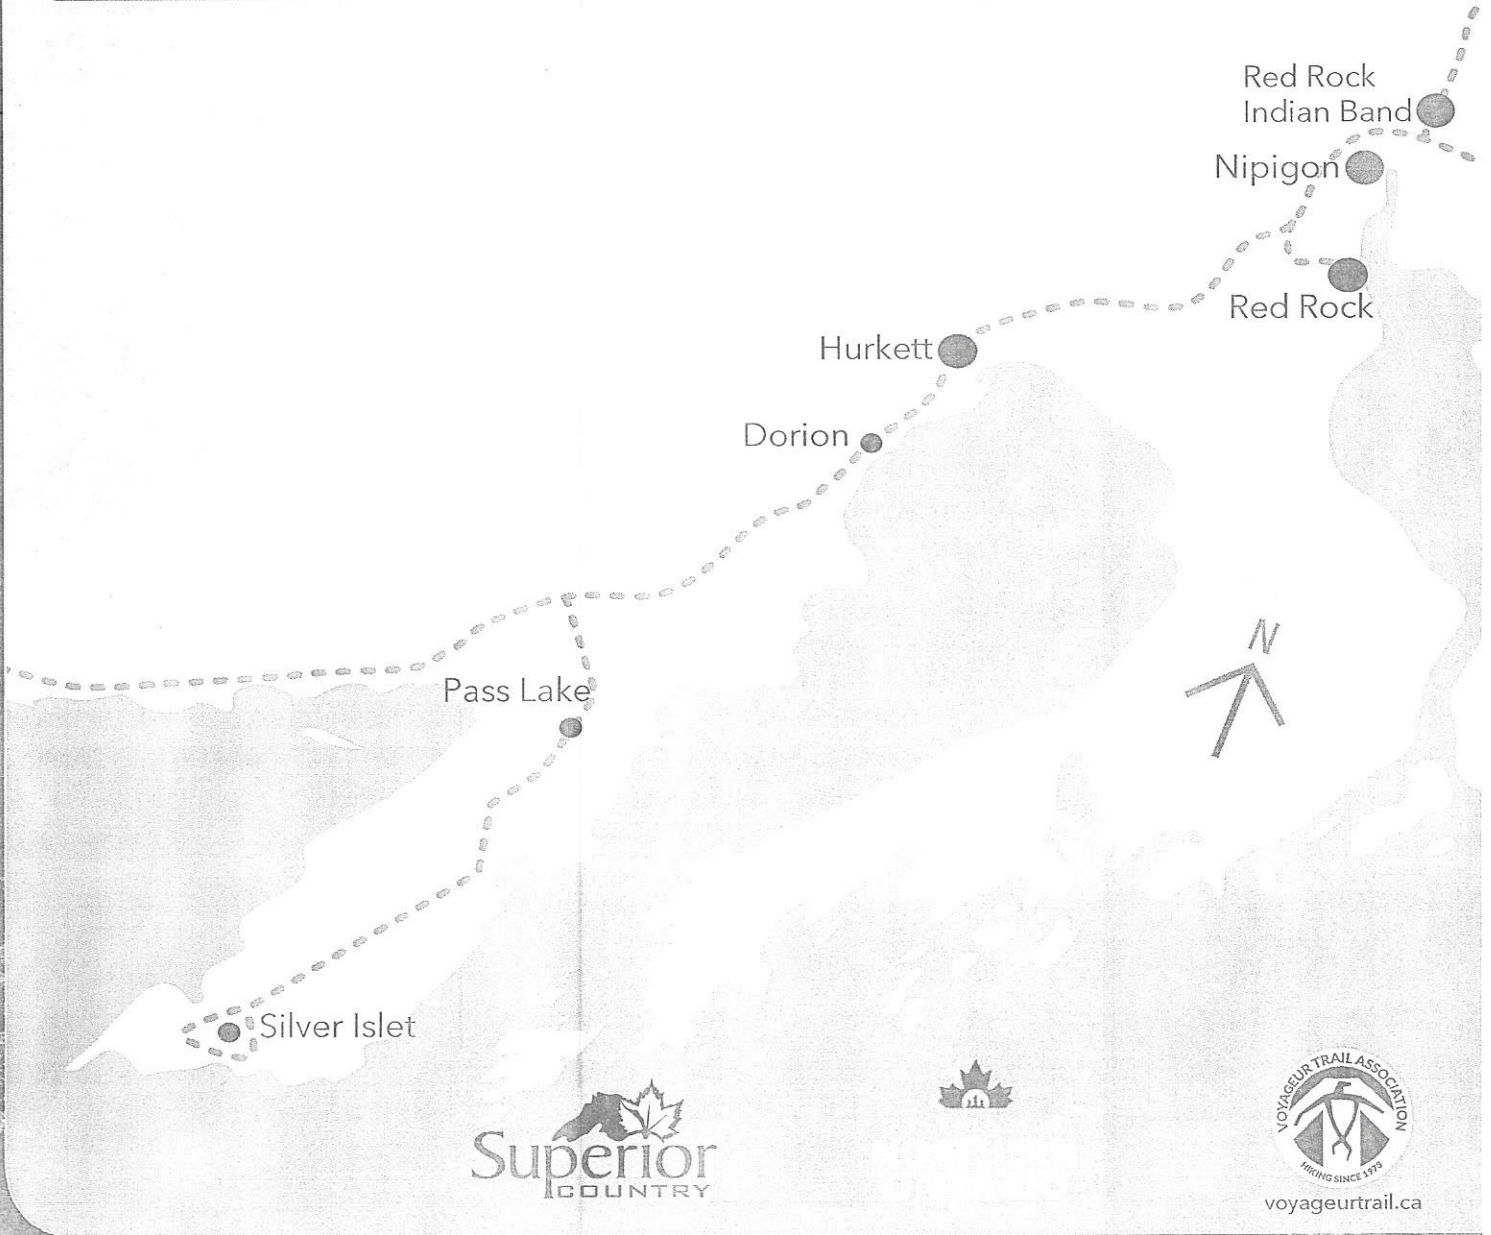 Red Rock
Indian Band
Nipigon
Red Rock
Hurkett
Dorion
N
Pass Lake
Silver Islet
Superior
COUNTRY
VOYAGEUR TRAIL ASSOCIATION
HIKING SINCE 1973
voyageurtrail.ca